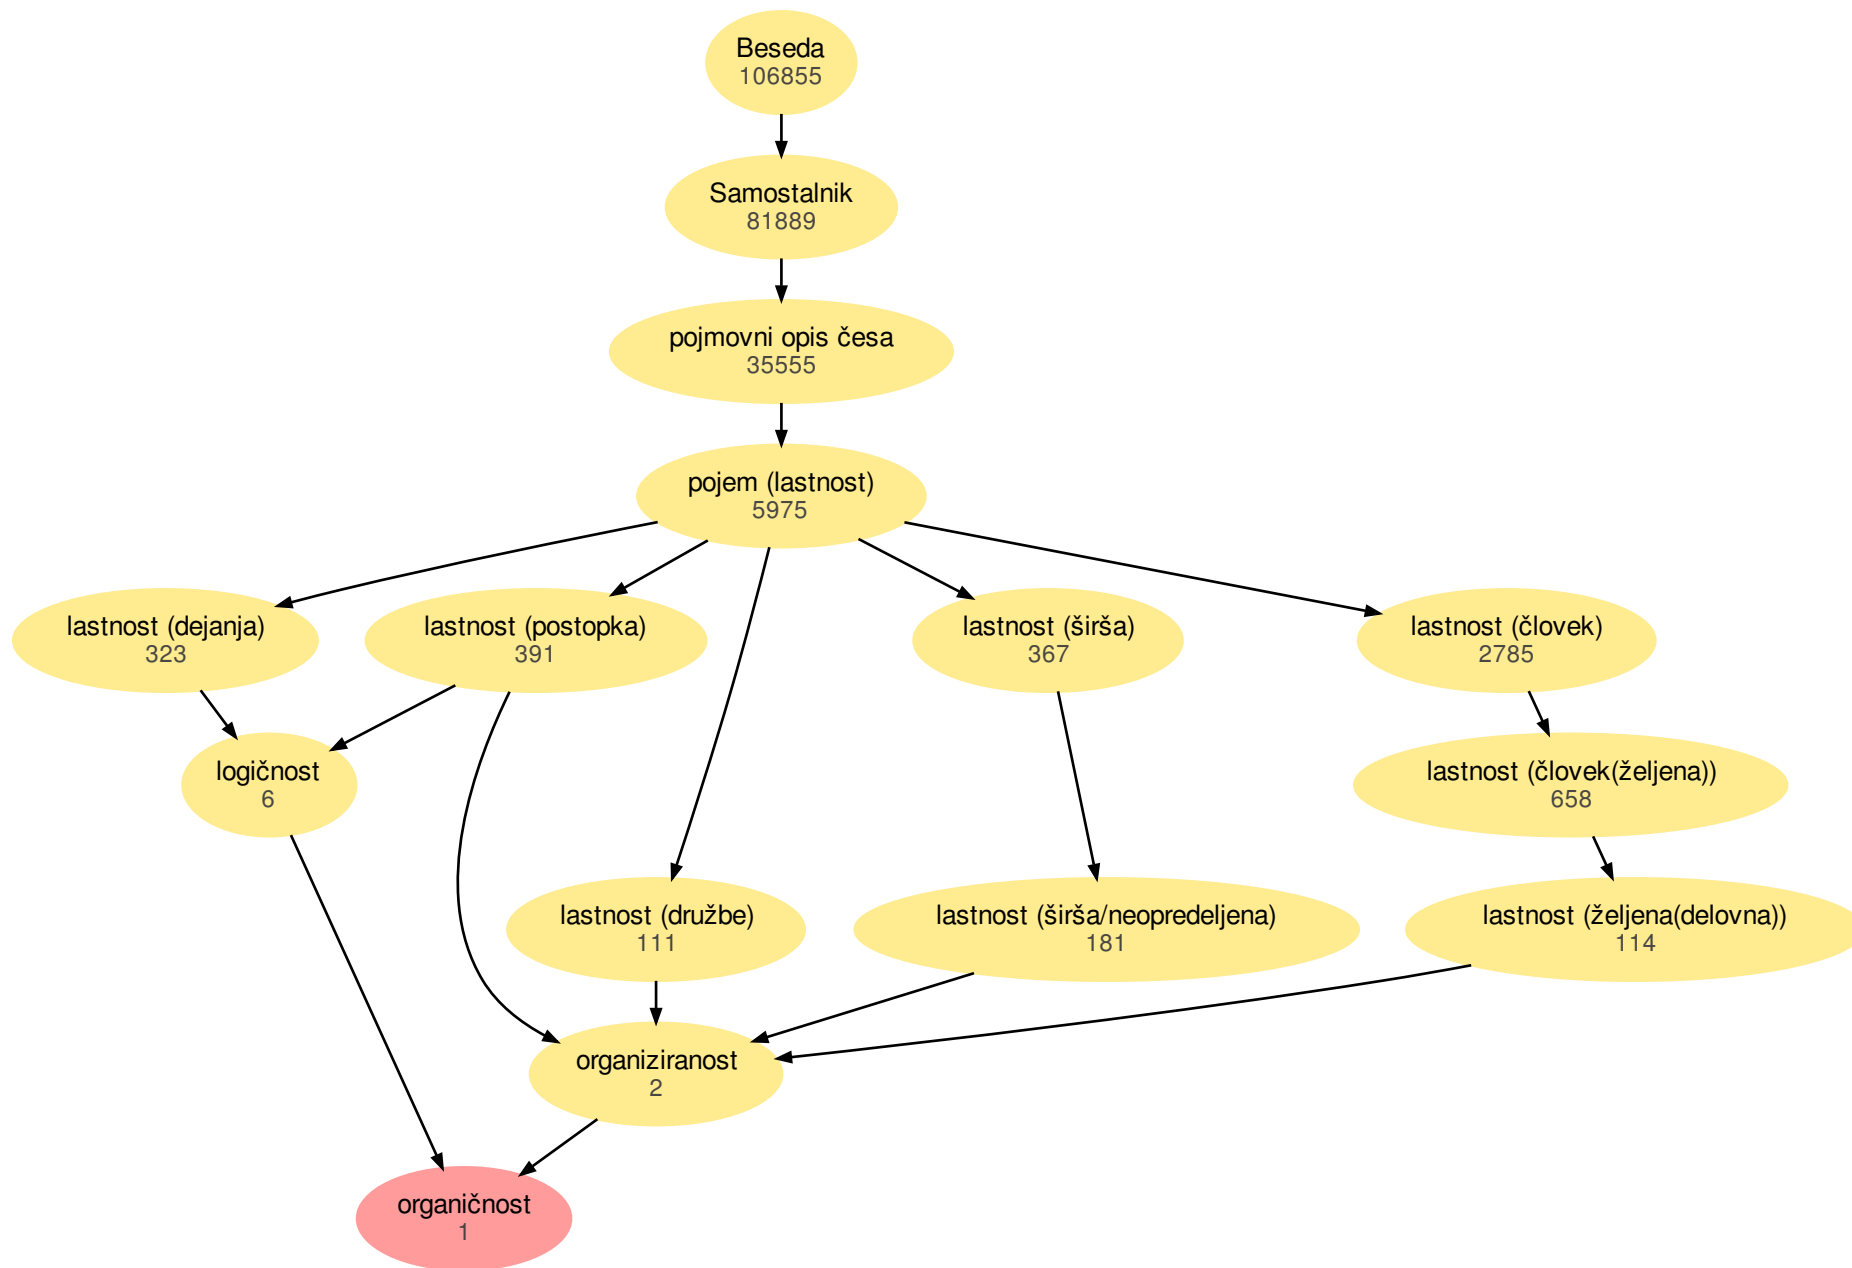 Beseda
106855
Samostalnik
81889
pojmovni opis česa
35555
pojem (lastnost)
5975
lastnost (dejanja)
323
lastnost (postopka)
391
lastnost (širša)
367
lastnost (človek)
2785
logičnost
6
lastnost (človek(željena))
658
lastnost (družbe)
111
lastnost (širša/neopredeljena)
181
lastnost (željena(delovna))
114
organiziranost
2
organičnost
1